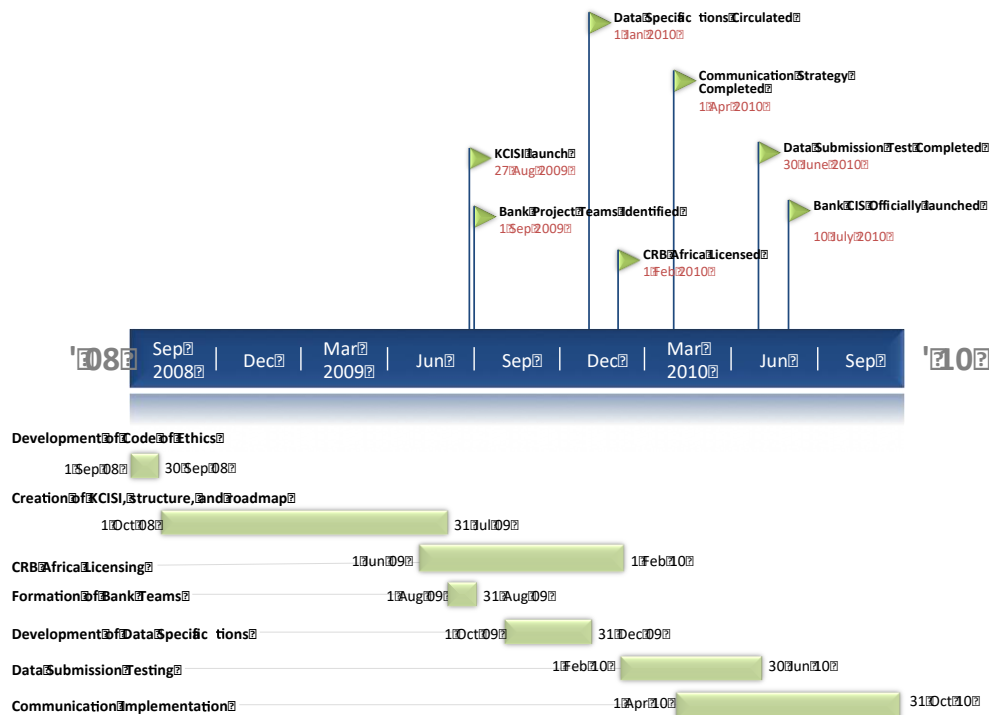 Data Specific tions Circulated
1 Jan 2010
Communication Strategy
Completed
1 Apr 2010
KCISI launch
27 Aug 2009
Data Submission Test Completed
30 June 2010
Bank Project Teams Identified
1 Sep 2009
Bank CIS Officially Launched
10 July 2010
CRB Africa Licensed
1 Feb 2010
' 08
Sep
2008
Dec
Mar
2009
Jun
Sep
Dec
Mar
2010
Jun
Sep
' 10
Development of Code of Ethics
1 Sep 08
30 Sep 08
Creation of KCISI, structure, and roadmap
1 Oct 08
31 Jul 09
CRB Africa Licensing
1 Jun 09
1 Feb 10
Formation of Bank Teams
1 Aug 09
31 Aug 09
Development of Data Specific tions
1 Oct 09
31 Dec 09
Data Submission Testing
1 Feb 10
30 Jun 10
Communication Implementation
1 Apr 10
31 Oct 10